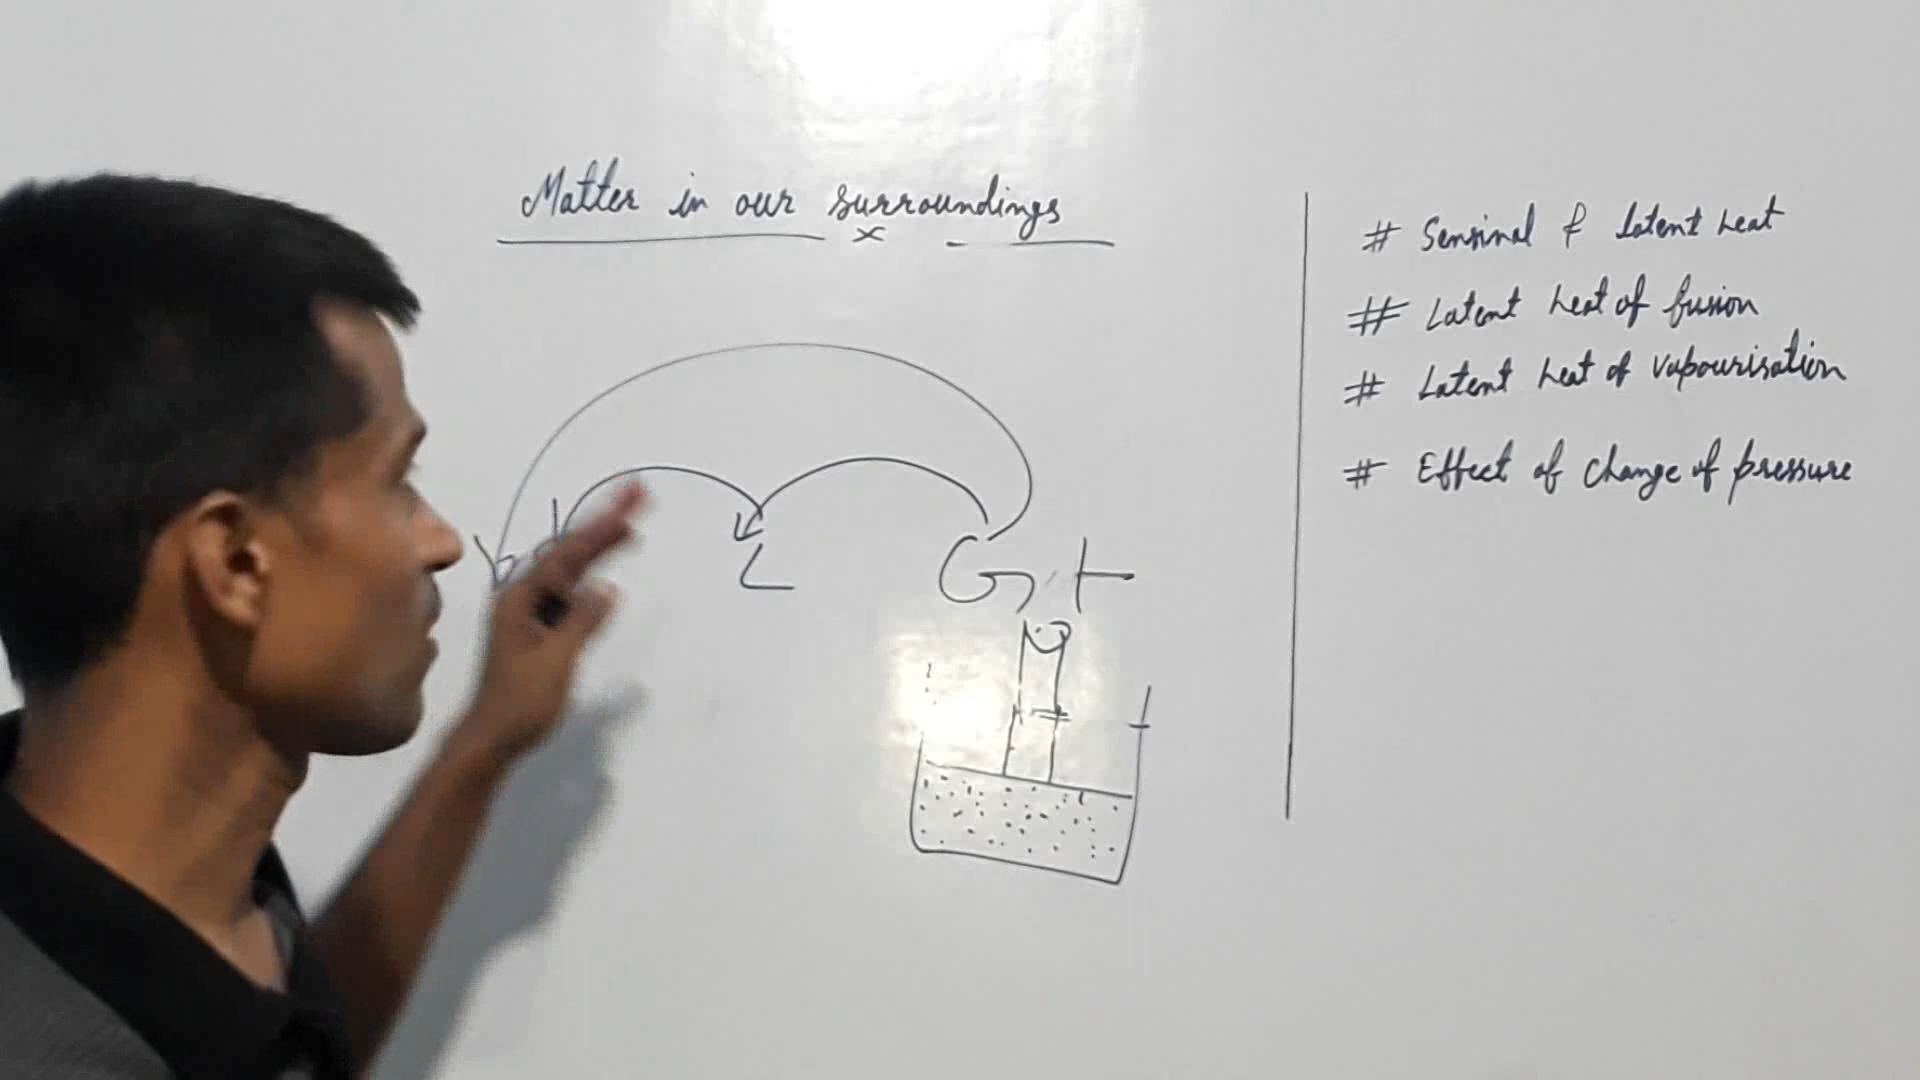 Matter in our surroundings
# Sensinal & Latent heat
# Latent heat of fusion
# Latent heat of vapourisation
# Effect of change of pressure
L
G